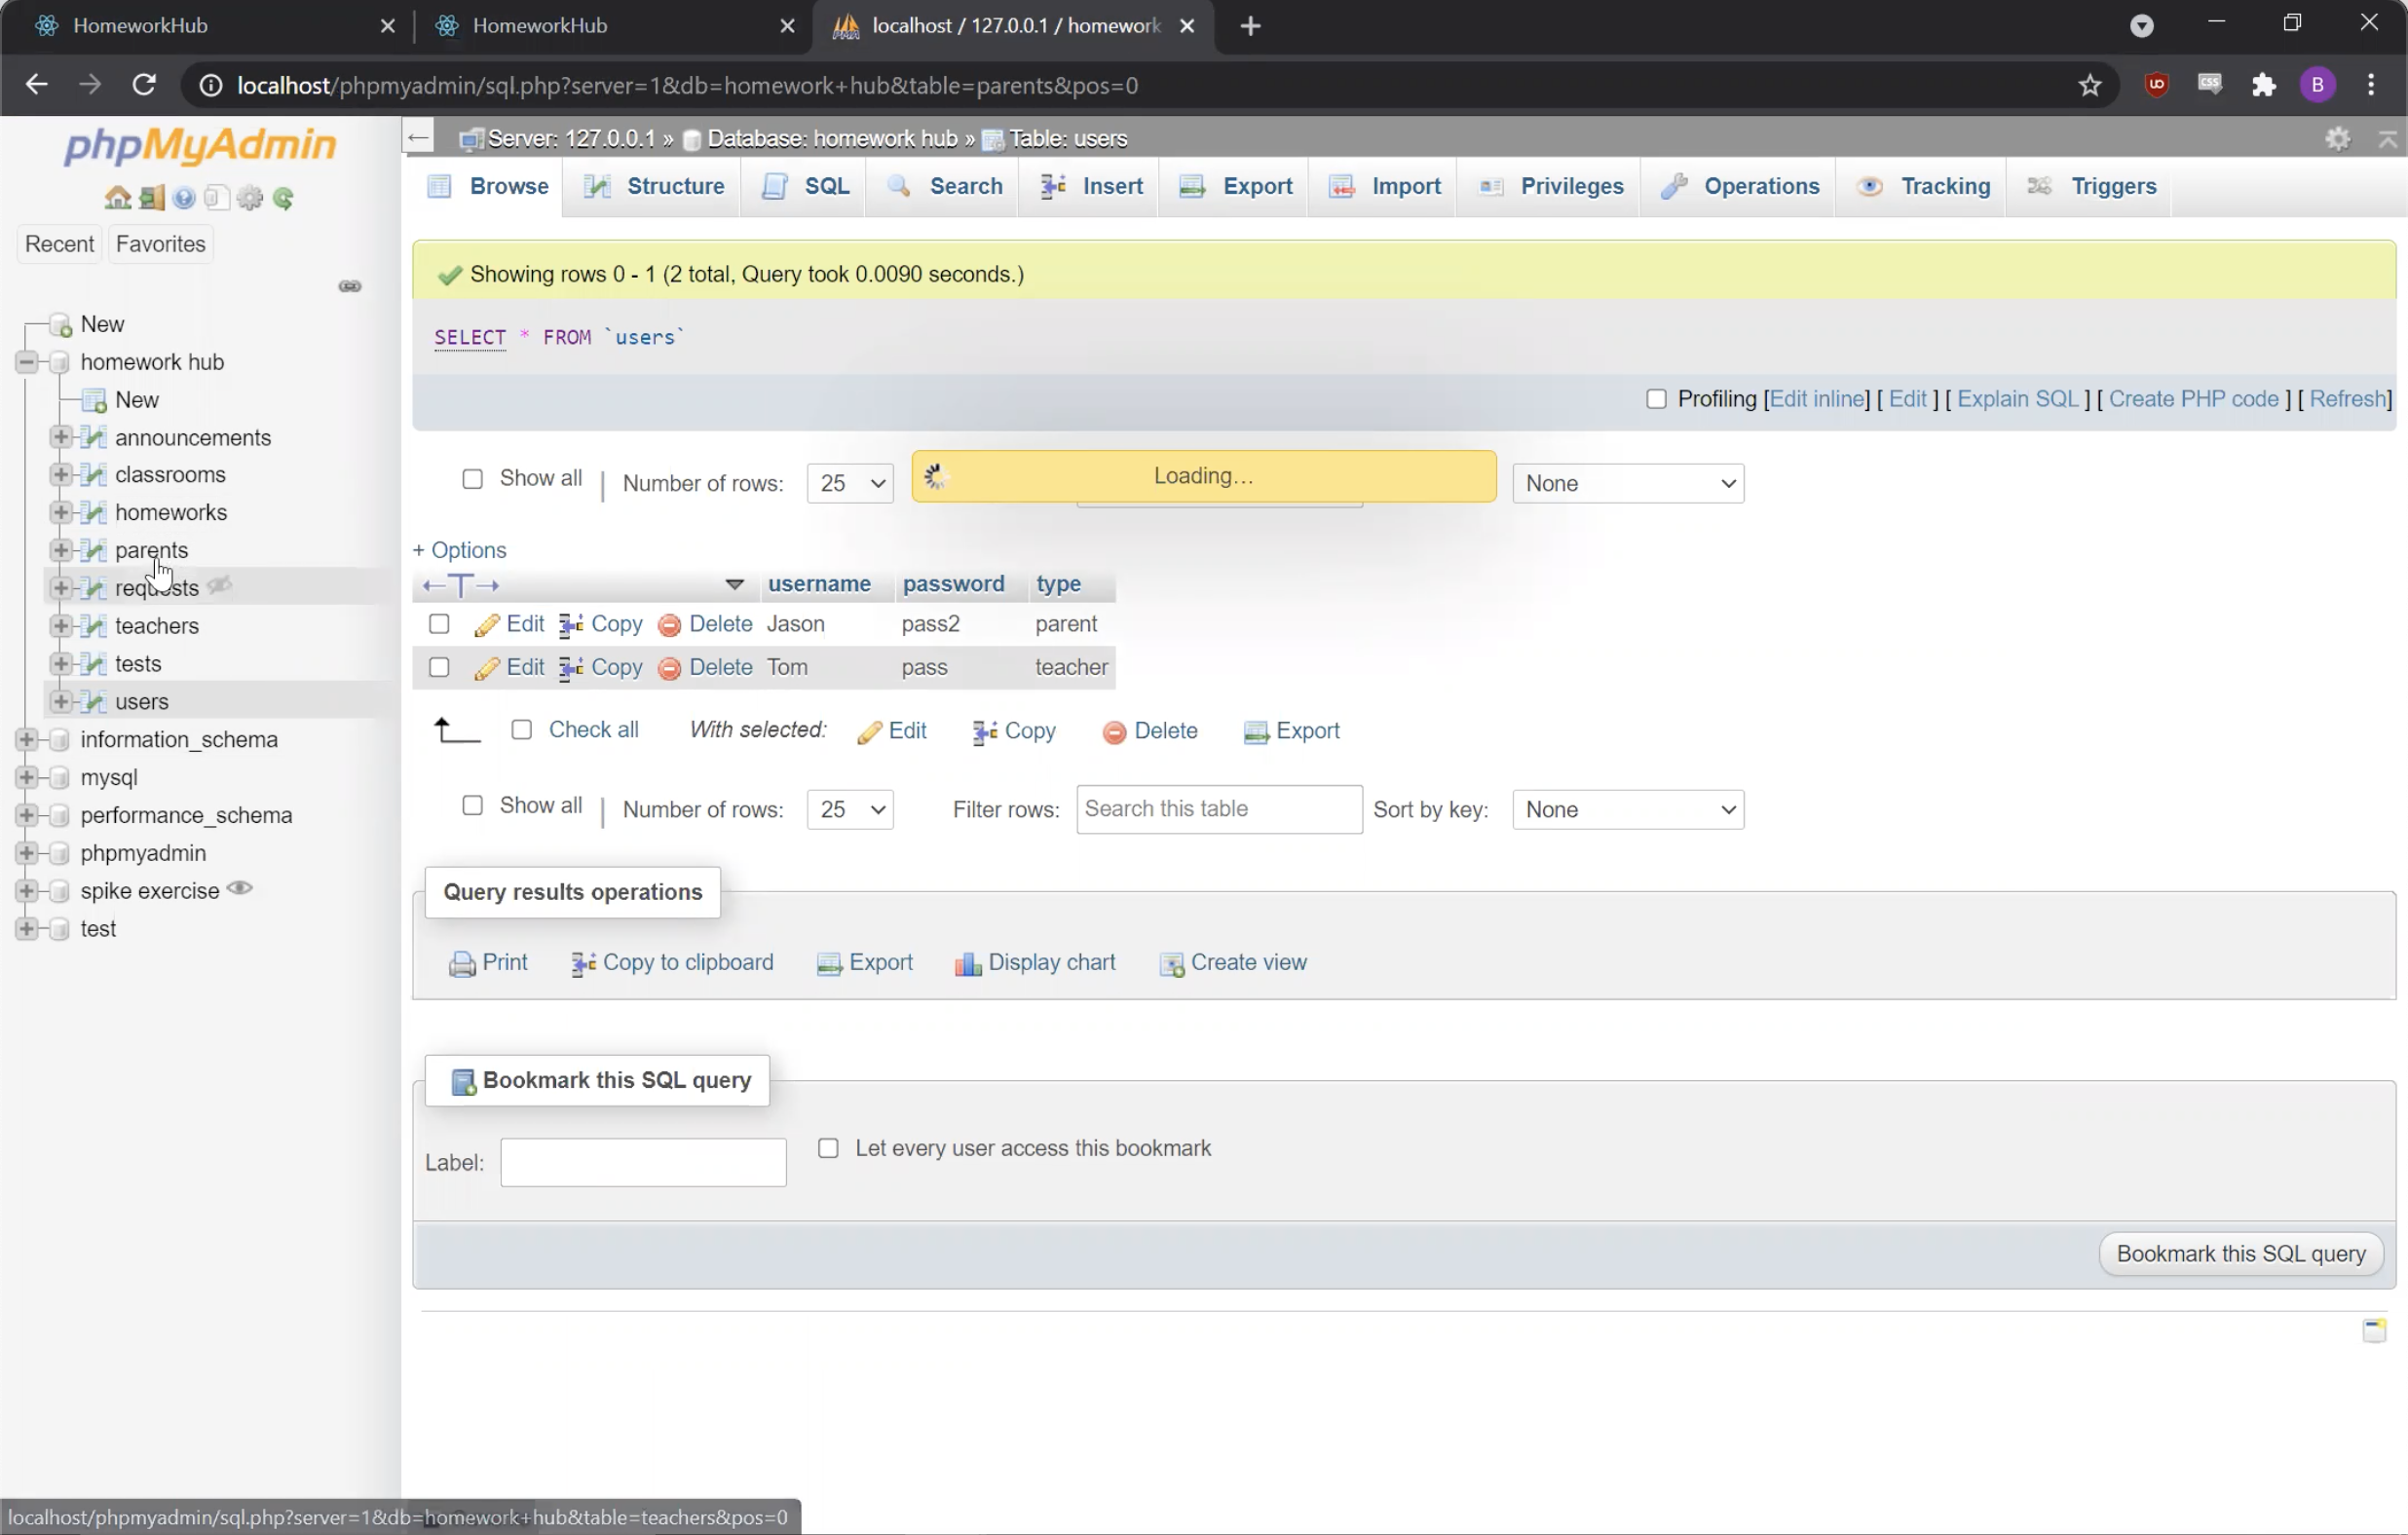 HomeworkHub
HomeworkHub
localhost / 127.0.0.1 / homework
localhost/phpmyadmin/sql.php?server=1&db=homework+hub&table=parents&pos=0
B
phpMyAdmin
Server: 127.0.0.1 » Database: homework hub » Table: users
Browse Structure SQL Search Insert Export Import Privileges Operations Tracking Triggers
Recent Favorites
New
homework hub
New
announcements
classrooms
homeworks
parents
requests
teachers
tests
users
information_schema
mysql
performance_schema
phpmyadmin
spike exercise
test
Showing rows 0 - 1 (2 total, Query took 0.0090 seconds.)
SELECT * FROM `users`
Profiling [Edit inline] [ Edit ] [ Explain SQL ] [ Create PHP code ] [ Refresh]
Show all | Number of rows: 25 Loading... None
+ Options
←T→ username password type
Edit Copy Delete Jason pass2 parent
Edit Copy Delete Tom pass teacher
Check all With selected: Edit Copy Delete Export
Show all | Number of rows: 25 Filter rows: Search this table Sort by key: None
Query results operations
Print Copy to clipboard Export Display chart Create view
Bookmark this SQL query
Label: Let every user access this bookmark
Bookmark this SQL query
localhost/phpmyadmin/sql.php?server=1&db=homework+hub&table=teachers&pos=0